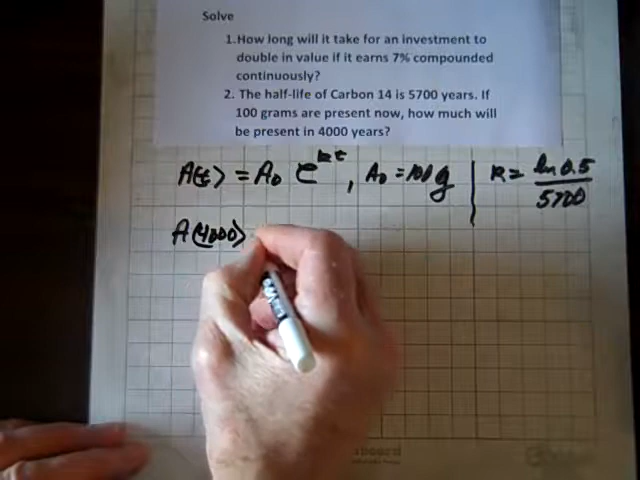 Solve
1.How long will it take for an investment to
double in value if it earns 7% compounded
continuously?
2. The half-life of Carbon 14 is 5700 years. If
100 grams are present now, how much will
be present in 4000 years?
A(t) = A₀ e^kt, A₀ = 100g | k = ln 0.5 / 5700
A(4000)